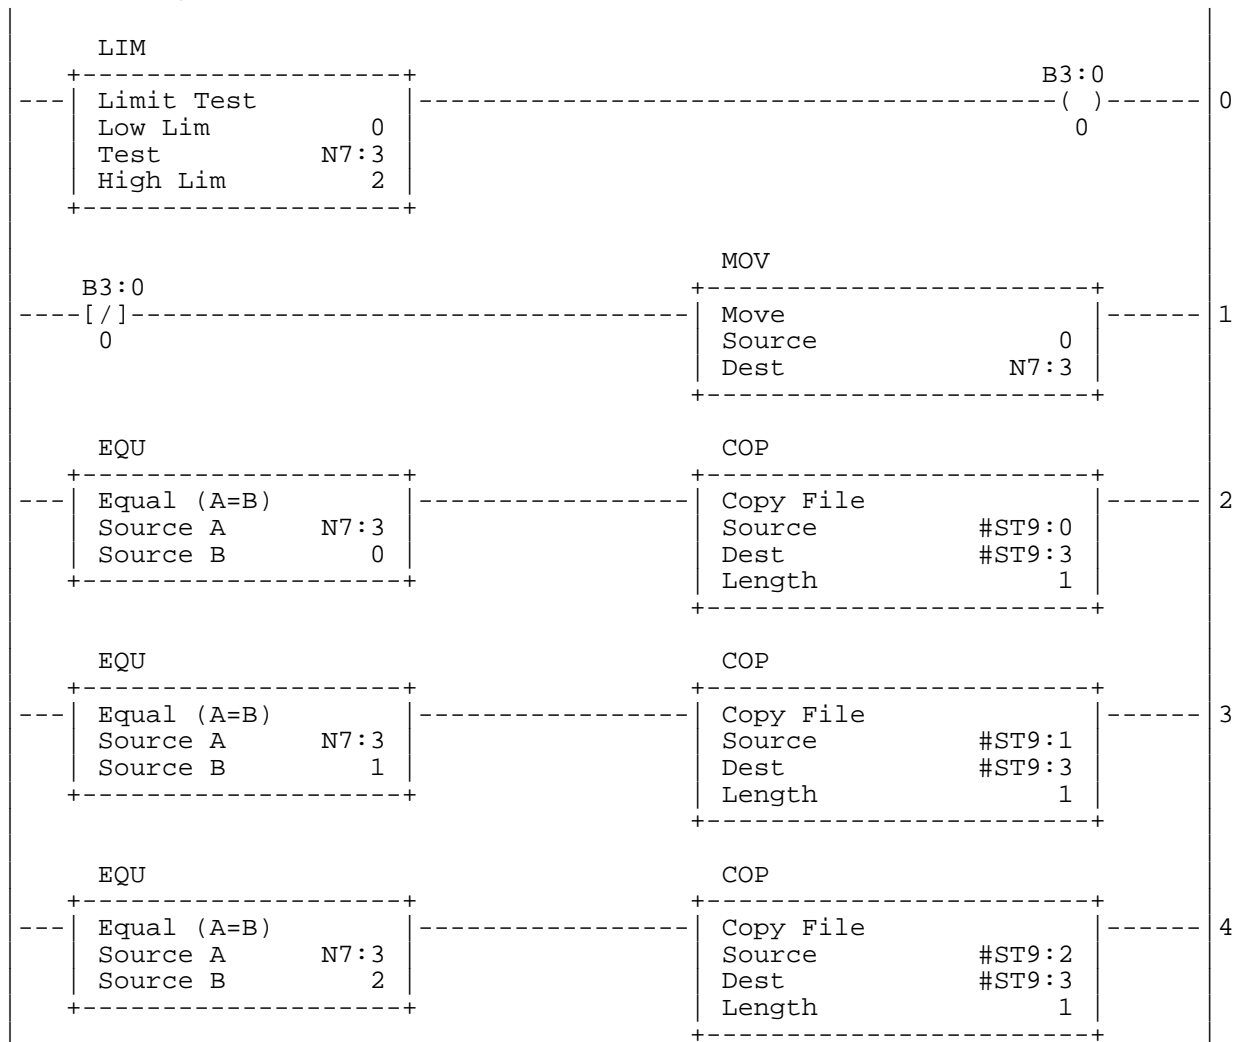 LIM
B3:0
Limit Test ( ) 0
Low Lim 0 0
Test N7:3
High Lim 2
MOV
B3:0
[/] Move 1
0 Source 0
Dest N7:3
EQU COP
Equal (A=B) Copy File 2
Source A N7:3 Source #ST9:0
Source B 0 Dest #ST9:3
Length 1
EQU COP
Equal (A=B) Copy File 3
Source A N7:3 Source #ST9:1
Source B 1 Dest #ST9:3
Length 1
EQU COP
Equal (A=B) Copy File 4
Source A N7:3 Source #ST9:2
Source B 2 Dest #ST9:3
Length 1